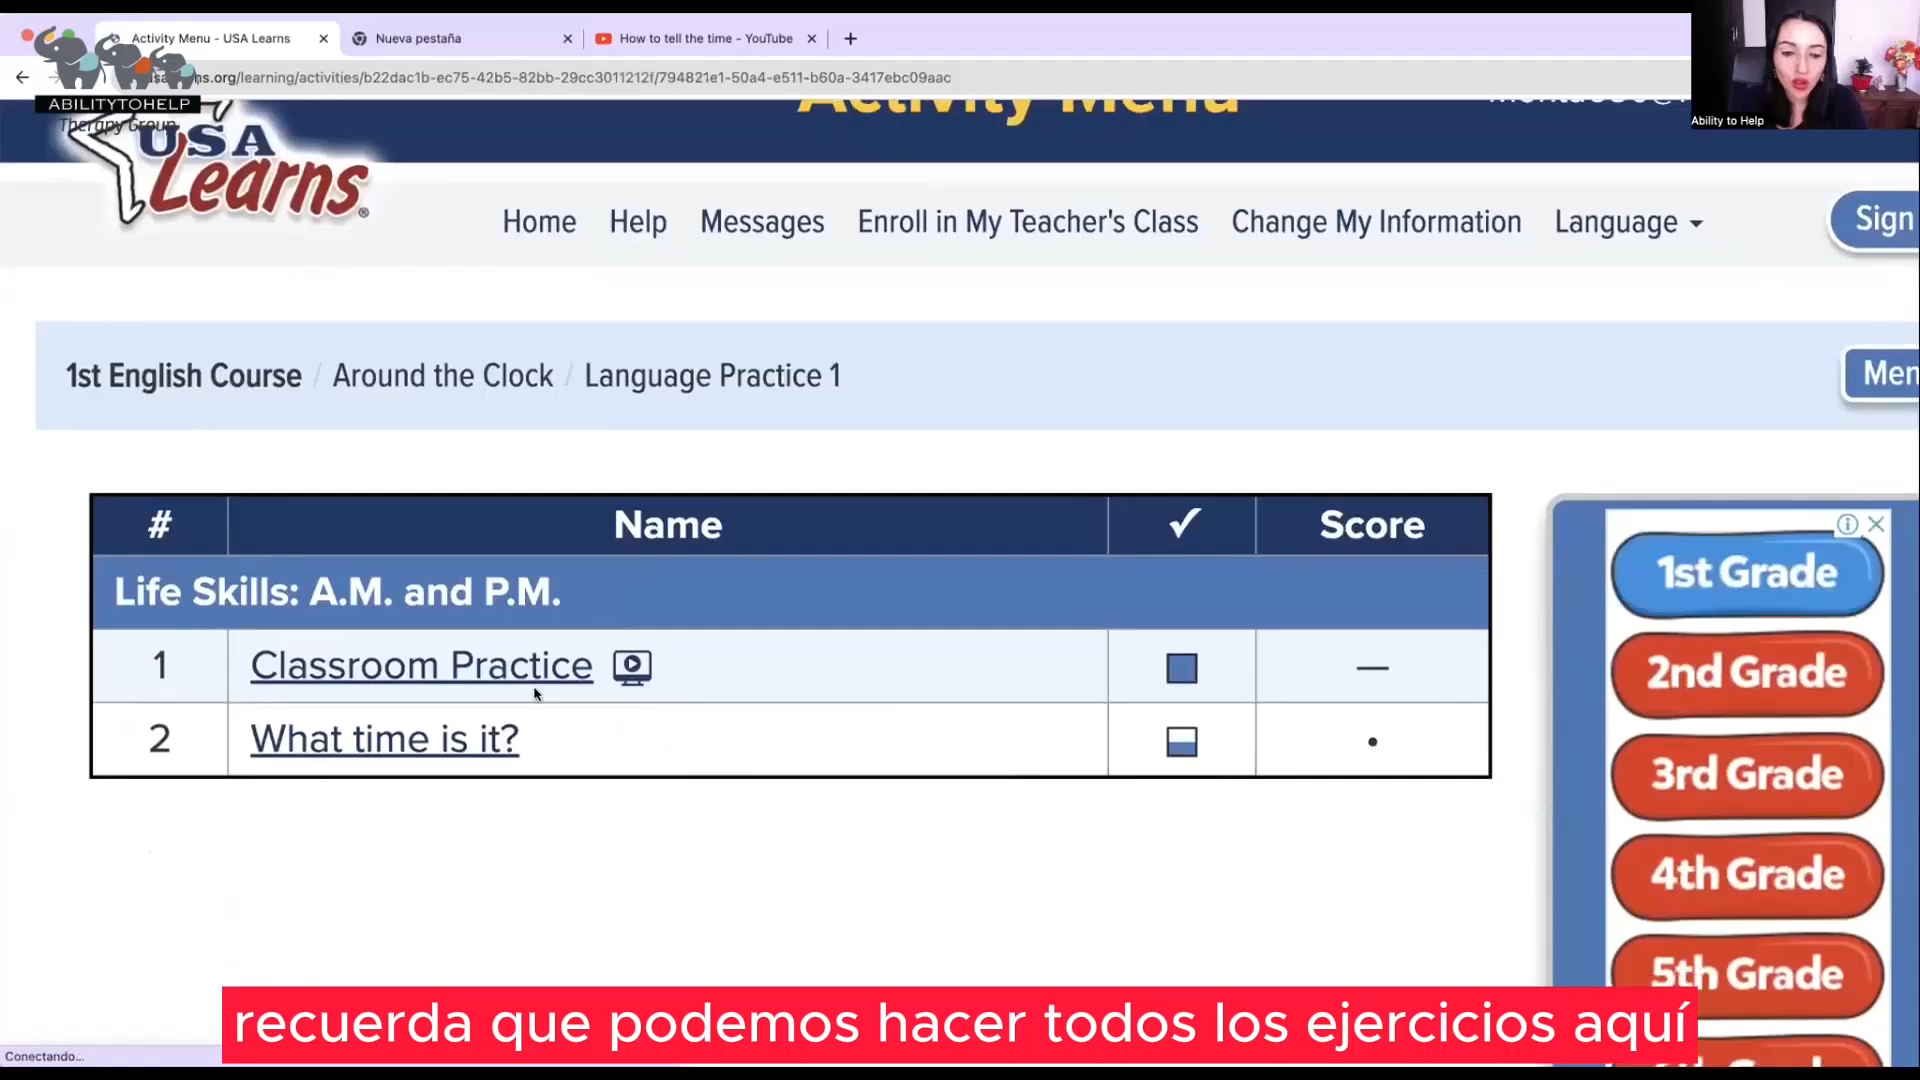 Activity Menu - USA Learns
Nueva pestaña
How to tell the time - YouTube
.org/learning/activities/b22dac1b-ec75-42b5-82bb-29cc3011212f/794821e1-50a4-e511-b60a-3417ebc09aac
ABILITYTOHELP
Therapy Group
Activity Menu
Ability to Help
USA
Learns®
Home
Help
Messages
Enroll in My Teacher's Class
Change My Information
Language
Sign
1st English Course / Around the Clock / Language Practice 1
Men
# Name ✓ Score
Life Skills: A.M. and P.M.
1 Classroom Practice —
2 What time is it? •
1st Grade
2nd Grade
3rd Grade
4th Grade
5th Grade
recuerda que podemos hacer todos los ejercicios aquí
Conectando...